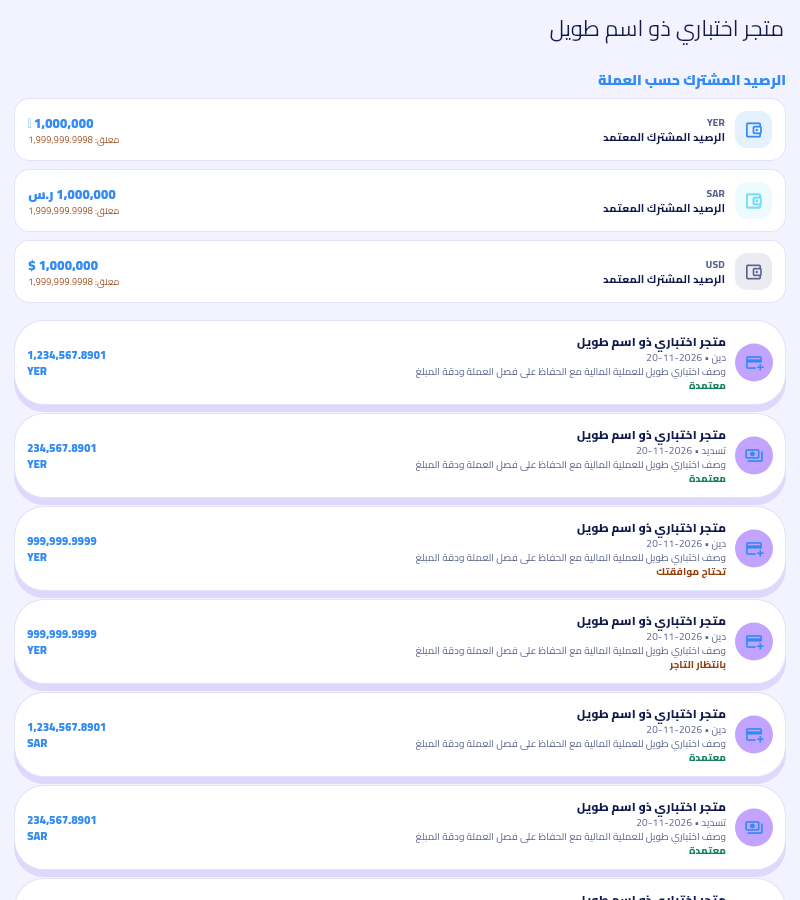 متجر اختباري ذو اسم طويل
الرصيد المشترك حسب العملة
YER
الرصيد المشترك المعتمد
1,000,000
معلق: 1,999,999.9998
SAR
الرصيد المشترك المعتمد
1,000,000 ر.س
معلق: 1,999,999.9998
USD
الرصيد المشترك المعتمد
1,000,000 $
معلق: 1,999,999.9998
متجر اختباري ذو اسم طويل
دين • 2026-11-20
وصف اختباري طويل للعملية المالية مع الحفاظ على فصل العملة ودقة المبلغ
معتمدة
1,234,567.8901
YER
متجر اختباري ذو اسم طويل
تسديد • 2026-11-20
وصف اختباري طويل للعملية المالية مع الحفاظ على فصل العملة ودقة المبلغ
معتمدة
234,567.8901
YER
متجر اختباري ذو اسم طويل
دين • 2026-11-20
وصف اختباري طويل للعملية المالية مع الحفاظ على فصل العملة ودقة المبلغ
تحتاج موافقتك
999,999.9999
YER
متجر اختباري ذو اسم طويل
دين • 2026-11-20
وصف اختباري طويل للعملية المالية مع الحفاظ على فصل العملة ودقة المبلغ
بانتظار التاجر
999,999.9999
YER
متجر اختباري ذو اسم طويل
دين • 2026-11-20
وصف اختباري طويل للعملية المالية مع الحفاظ على فصل العملة ودقة المبلغ
معتمدة
1,234,567.8901
SAR
متجر اختباري ذو اسم طويل
تسديد • 2026-11-20
وصف اختباري طويل للعملية المالية مع الحفاظ على فصل العملة ودقة المبلغ
معتمدة
234,567.8901
SAR
متجر اختباري ذو اسم طويل